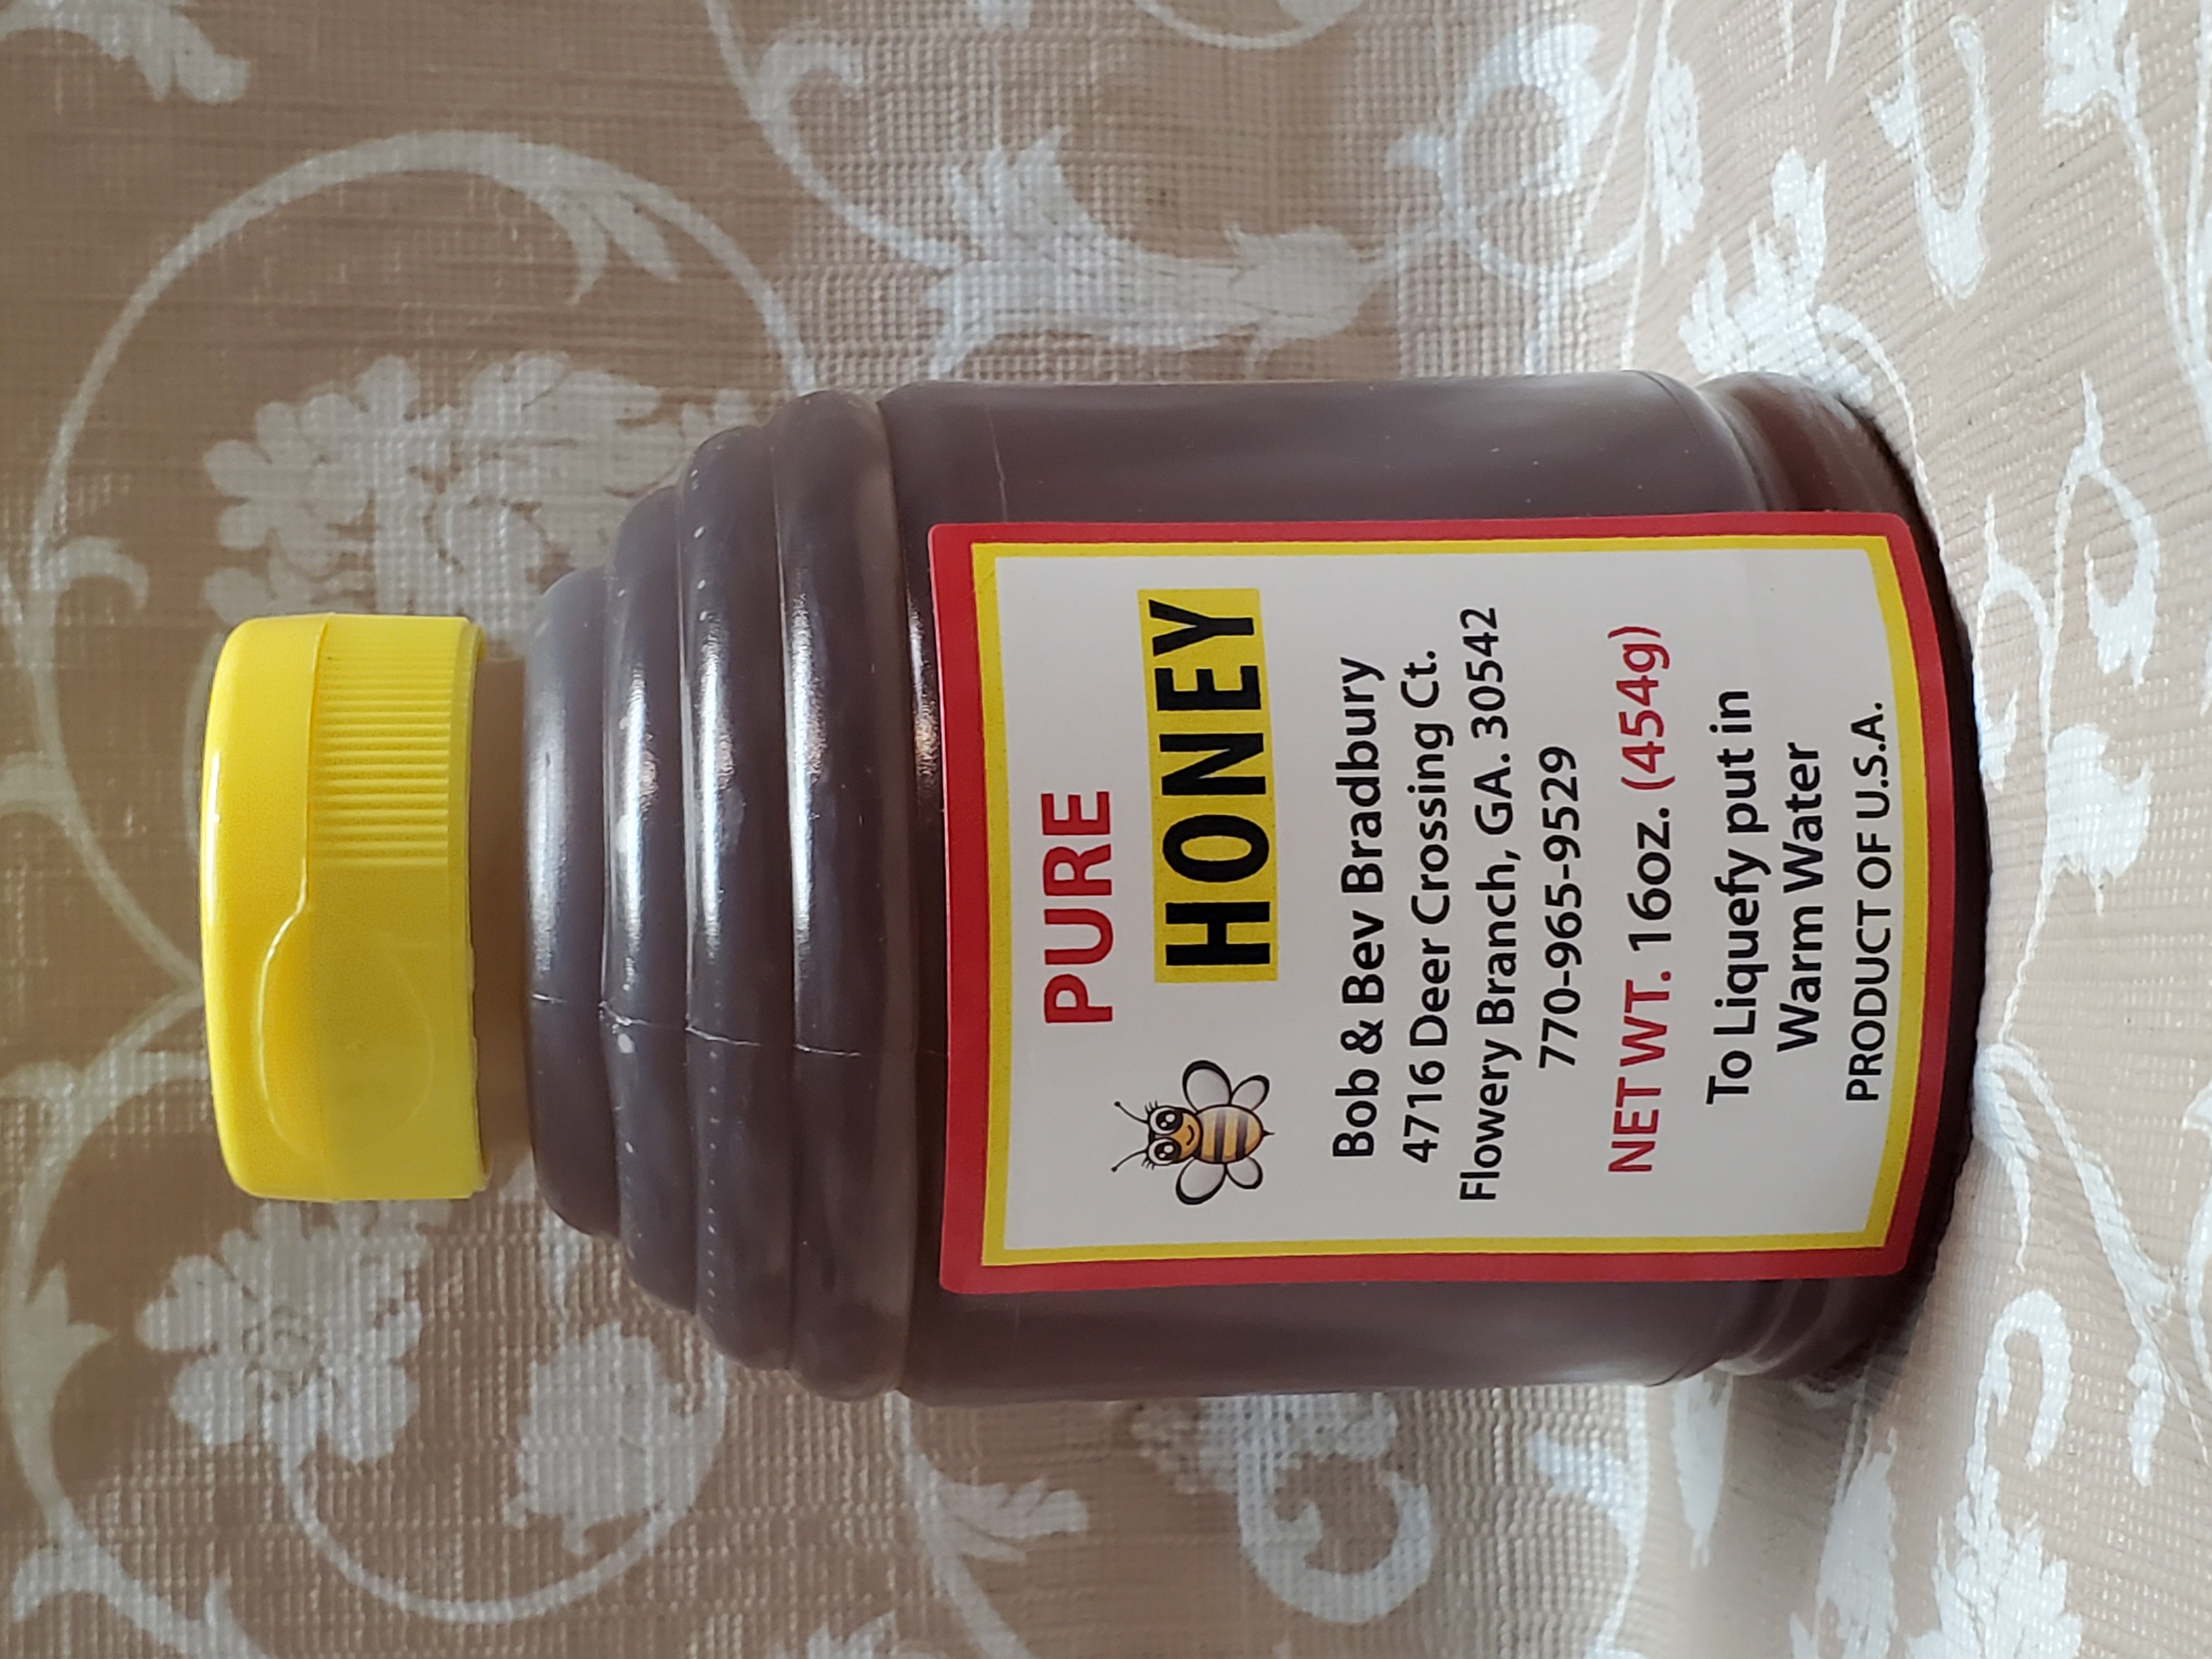 PURE
HONEY
Bob & Bev Bradbury
4716 Deer Crossing Ct.
Flowery Branch, GA. 30542
770-965-9529
NET WT. 16oz. (454g)
To Liquefy put in
Warm Water
PRODUCT OF U.S.A.